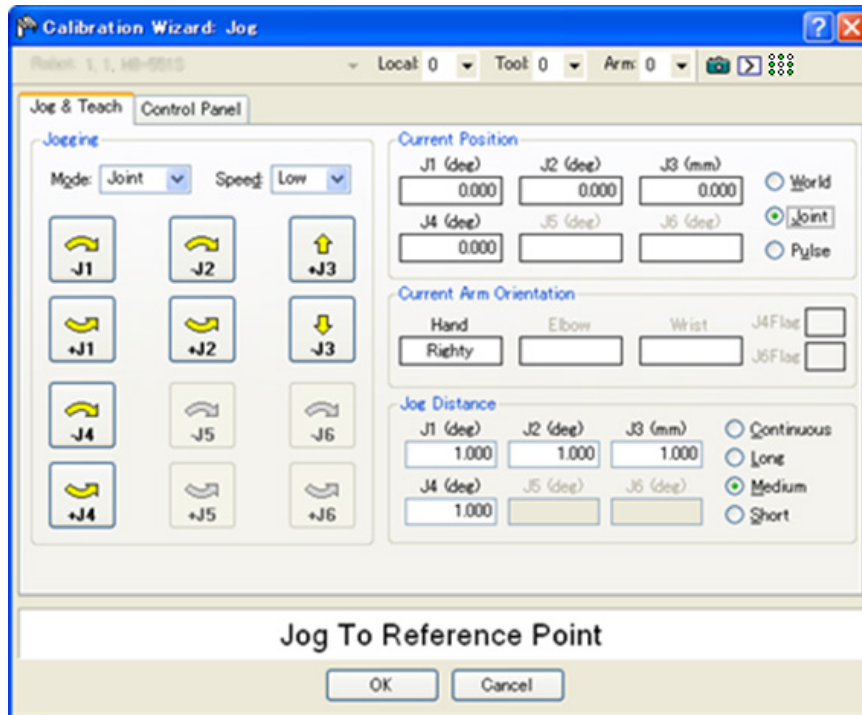 Calibration Wizard: Jog
Robot: 1, 1, H8-551S Local: 0 Tool: 0 Arm: 0
Jog & Teach Control Panel
Jogging
Mode: Joint Speed: Low
-J1 -J2 +J3
+J1 +J2 -J3
-J4 -J5 -J6
+J4 +J5 +J6
Current Position
J1 (deg) J2 (deg) J3 (mm)
0.000 0.000 0.000
J4 (deg) J5 (deg) J6 (deg)
0.000
World
Joint
Pulse
Current Arm Orientation
Hand Elbow Wrist J4Flag
Righty J6Flag
Jog Distance
J1 (deg) J2 (deg) J3 (mm)
1.000 1.000 1.000
J4 (deg) J5 (deg) J6 (deg)
1.000
Continuous
Long
Medium
Short
Jog To Reference Point
OK Cancel